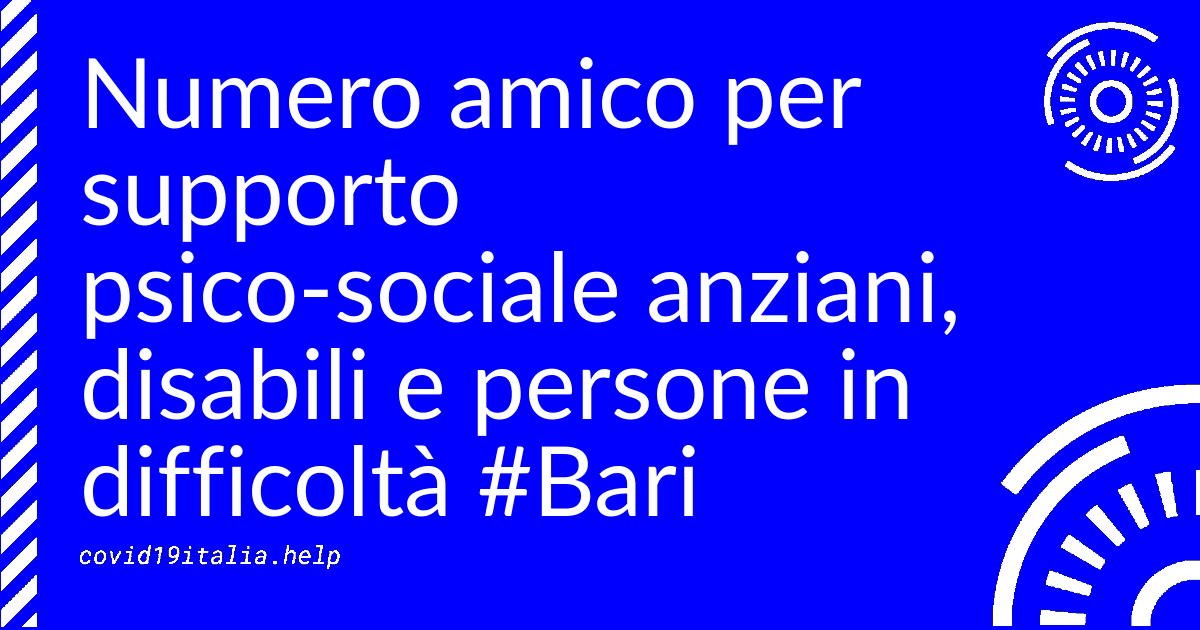 Numero amico per
supporto
psico-sociale anziani,
disabili e persone in
difficoltà #Bari
covid19italia.help